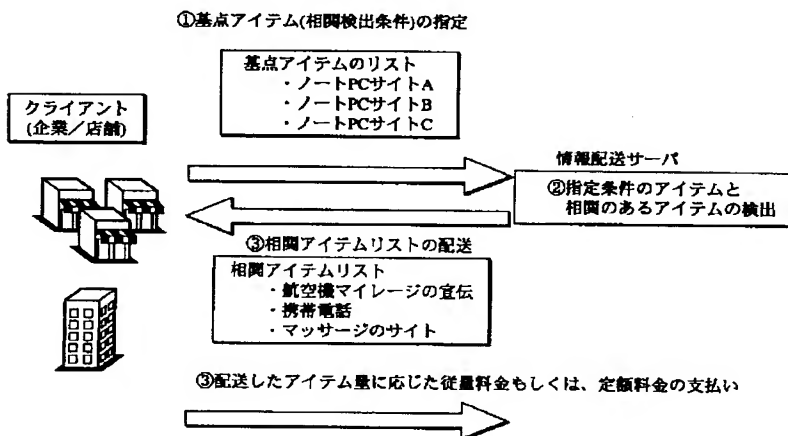 ①基点アイテム(相関検出条件)の指定
基点アイテムのリスト
・ノートPCサイトA
・ノートPCサイトB
・ノートPCサイトC
クライアント
(企業／店舗)
情報配送サーバ
②指定条件のアイテムと
相関のあるアイテムの検出
③相関アイテムリストの配送
相関アイテムリスト
・航空機マイレージの宣伝
・携帯電話
・マッサージのサイト
③配送したアイテム量に応じた従量料金もしくは、定額料金の支払い